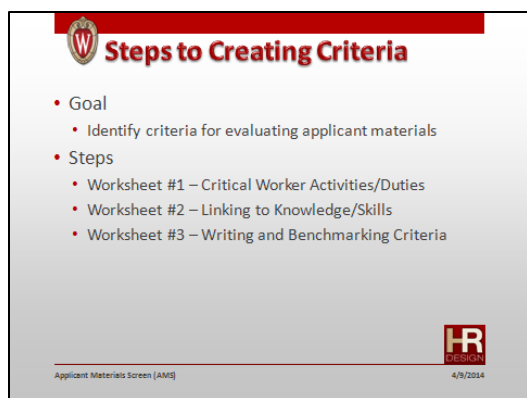 W
Steps to Creating Criteria
• Goal
• Identify criteria for evaluating applicant materials
• Steps
• Worksheet #1 – Critical Worker Activities/Duties
• Worksheet #2 – Linking to Knowledge/Skills
• Worksheet #3 – Writing and Benchmarking Criteria
HR
DESIGN
Applicant Materials Screen (AMS)
4/9/2014